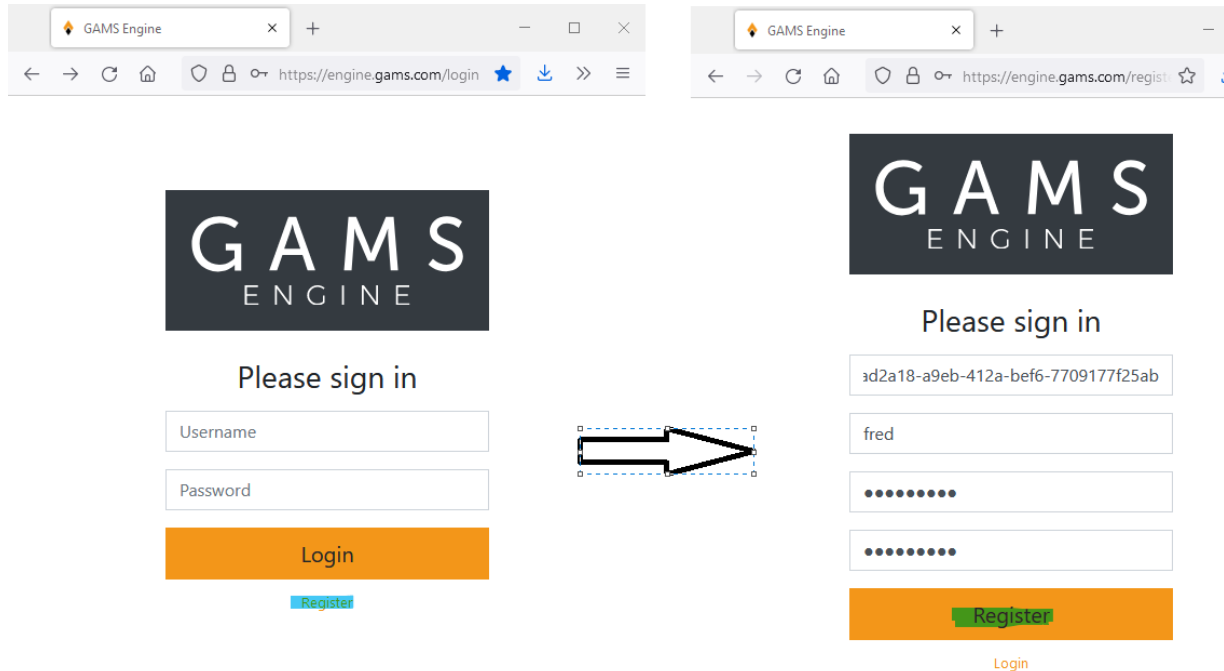 GAMS Engine
https://engine.gams.com/login
GAMS
ENGINE
Please sign in
Username
Password
Login
Register
GAMS Engine
https://engine.gams.com/regist
GAMS
ENGINE
Please sign in
ad2a18-a9eb-412a-bef6-7709177f25ab
fred
Register
Login